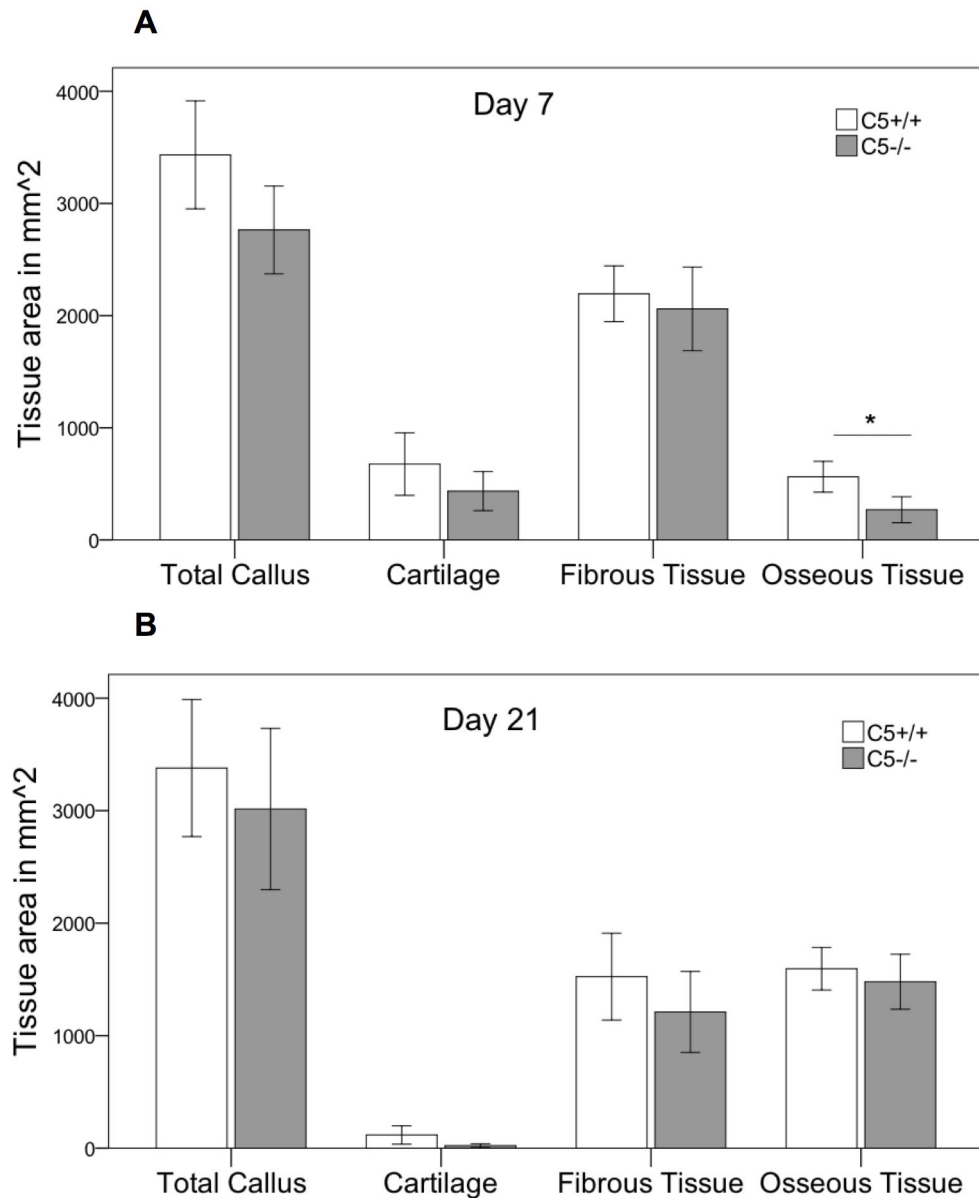 A
Day 7
C5+/+
C5-/-
Tissue area in mm^2
4000
3000
2000
1000
0
*
Total Callus Cartilage Fibrous Tissue Osseous Tissue
B
Day 21
C5+/+
C5-/-
Tissue area in mm^2
4000
3000
2000
1000
0
Total Callus Cartilage Fibrous Tissue Osseous Tissue